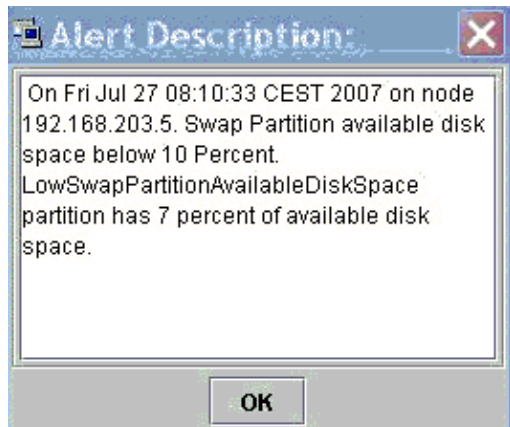 Alert Description:
On Fri Jul 27 08:10:33 CEST 2007 on node
192.168.203.5. Swap Partition available disk
space below 10 Percent.
LowSwapPartitionAvailableDiskSpace
partition has 7 percent of available disk
space.
OK